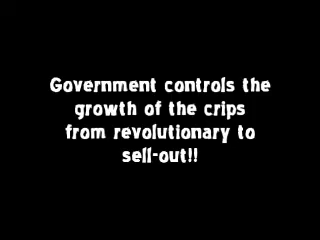 Government controls the
growth of the crips
from revolutionary to
sell-out!!